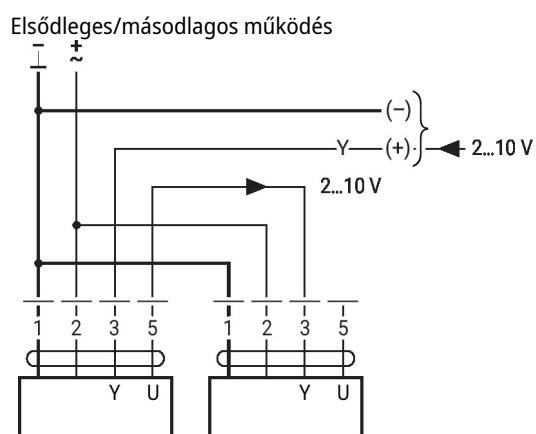 Elsődleges/másodlagos működés
− +
~
(–)
Y (+) 2...10 V
2...10 V
1 2 3 5 1 2 3 5
Y U Y U